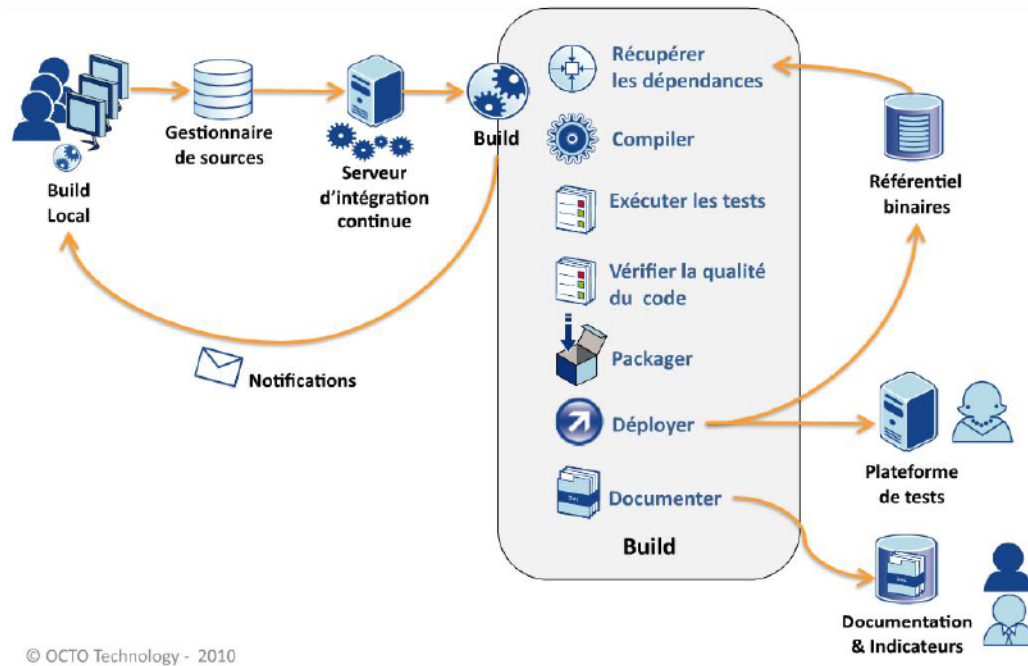 Build
Local
Gestionnaire
de sources
Serveur
d'intégration
continue
Build
Notifications
Récupérer
les dépendances
Compiler
Exécuter les tests
Vérifier la qualité
du code
Packager
Déployer
Documenter
Build
Référentiel
binaires
Plateforme
de tests
Documentation
& Indicateurs
© OCTO Technology - 2010